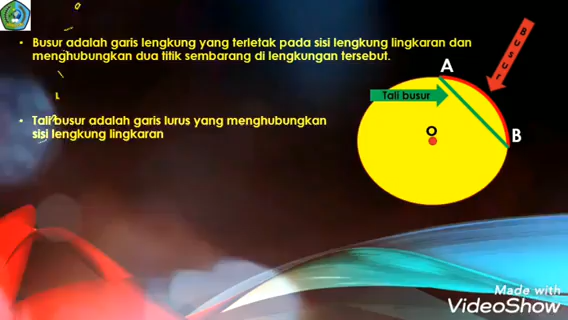 • Busur adalah garis lengkung yang terletak pada sisi lengkung lingkaran dan
menghubungkan dua titik sembarang di lengkungan tersebut.
Busur
A
Tali busur
• Tali busur adalah garis lurus yang menghubungkan
sisi lengkung lingkaran
O
B
Made with
VideoShow